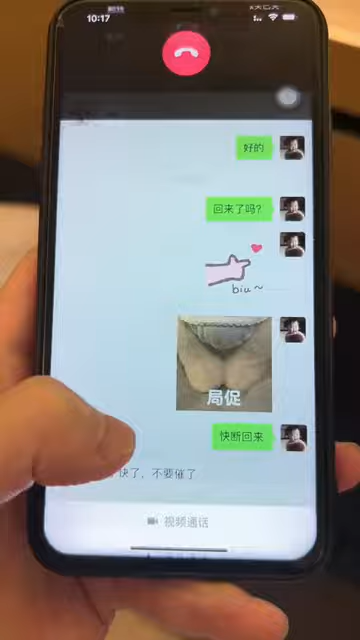 10:17
好的
回来了吗?
biu~
局促
快断回来
快了，不要催了
视频通话